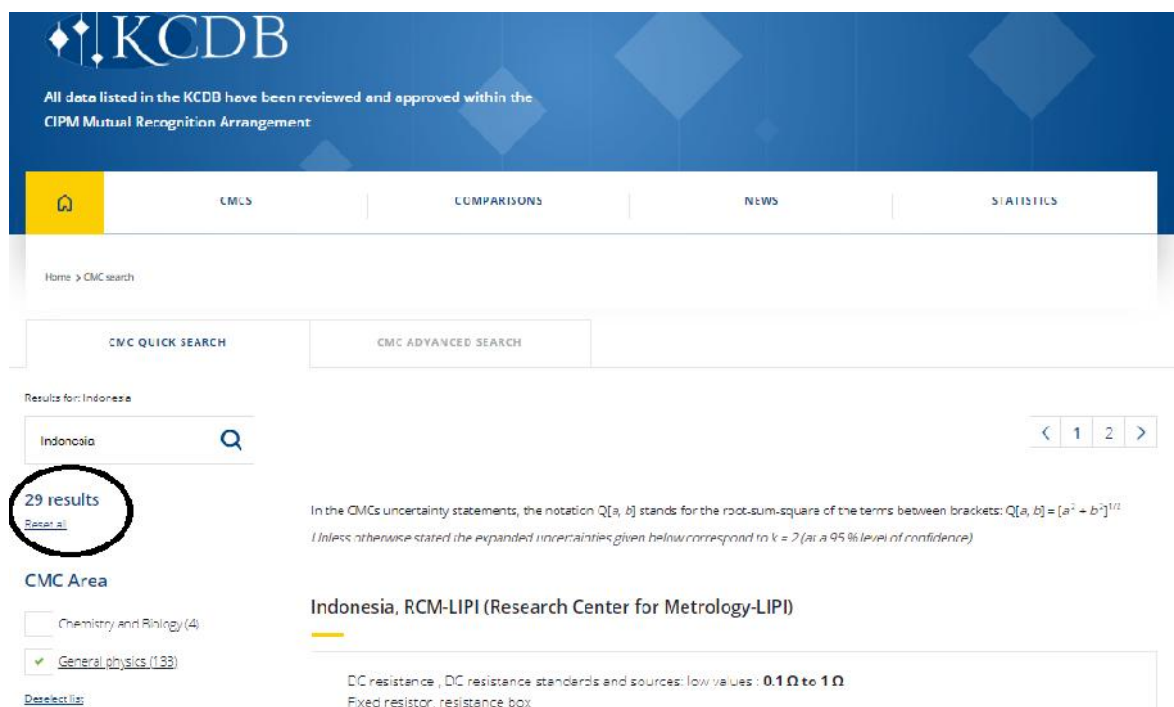 KCDB
All data listed in the KCDB have been reviewed and approved within the
CIPM Mutual Recognition Arrangement
CMCS
COMPARISONS
NEWS
STATISTICS
Home > CMC search
CMC QUICK SEARCH
CMC ADVANCED SEARCH
Results for: Indonesia
Indonesia
< 1 2 >
29 results
Reset all
In the CMCs uncertainty statements, the notation Q[a, b] stands for the root-sum-square of the terms between brackets: Q[a, b] = [a² + b²]^1/2
Unless otherwise stated the expanded uncertainties given below correspond to k = 2 (at a 95 % level of confidence)
CMC Area
Indonesia, RCM-LIPI (Research Center for Metrology-LIPI)
Chemistry and Biology (4)
General physics (133)
Deselect list
DC resistance , DC resistance standards and sources: low values : 0.1 Ω to 1 Ω
Fixed resistor, resistance box